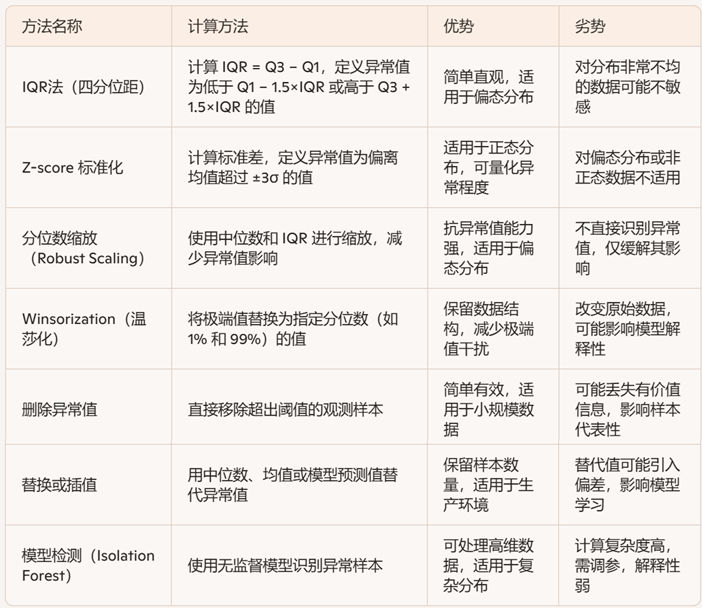 方法名称
计算方法
优势
劣势
IQR法（四分位距）
计算 IQR = Q3 − Q1，定义异常值
为低于 Q1 − 1.5×IQR 或高于 Q3 +
1.5×IQR 的值
简单直观，适
用于偏态分布
对分布非常不均
的数据可能不敏
感
Z-score 标准化
计算标准差，定义异常值为偏离
均值超过 ±3σ 的值
适用于正态分
布，可量化异
常程度
对偏态分布或非
正态数据不适用
分位数缩放
（Robust Scaling）
使用中位数和 IQR 进行缩放，减
少异常值影响
抗异常值能力
强，适用于偏
态分布
不直接识别异常
值，仅缓解其影
响
Winsorization（温
莎化）
将极端值替换为指定分位数（如
1% 和 99%）的值
保留数据结
构，减少极端
值干扰
改变原始数据，
可能影响模型解
释性
删除异常值
直接移除超出阈值的观测样本
简单有效，适
用于小规模数
据
可能丢失有价值
信息，影响样本
代表性
替换或插值
用中位数、均值或模型预测值替
代异常值
保留样本数
量，适用于生
产环境
替代值可能引入
偏差，影响模型
学习
模型检测（Isolation
Forest）
使用无监督模型识别异常样本
可处理高维数
据，适用于复
杂分布
计算复杂度高，
需调参，解释性
弱